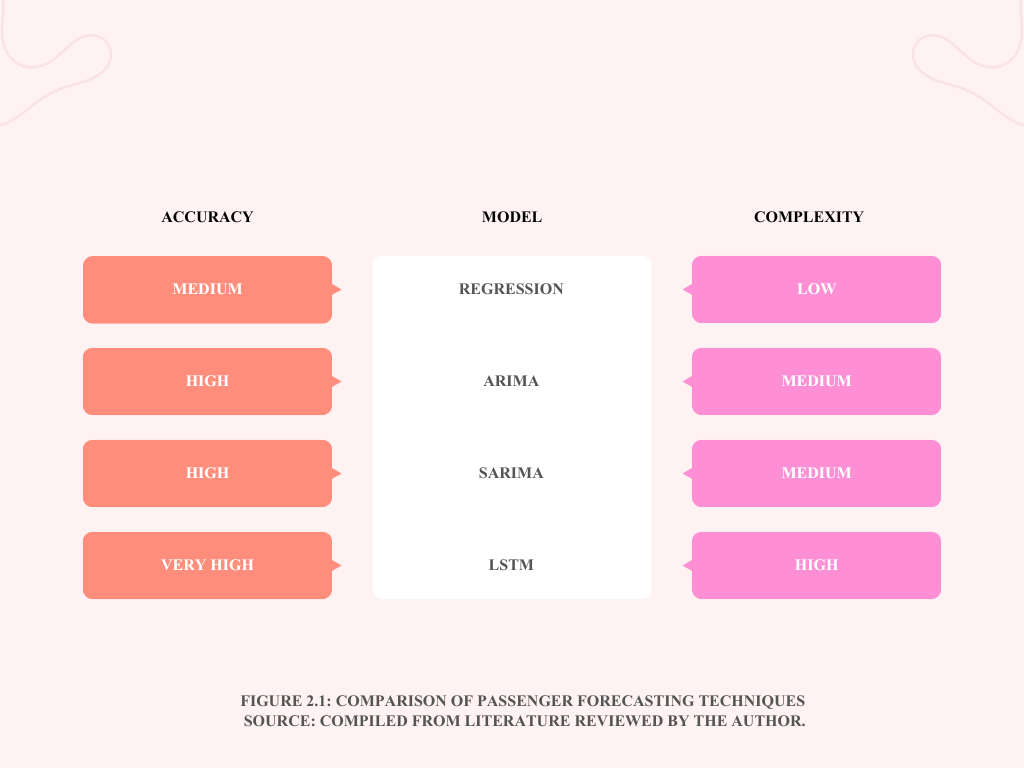 ACCURACY MODEL COMPLEXITY
MEDIUM REGRESSION LOW
HIGH ARIMA MEDIUM
HIGH SARIMA MEDIUM
VERY HIGH LSTM HIGH
FIGURE 2.1: COMPARISON OF PASSENGER FORECASTING TECHNIQUES
SOURCE: COMPILED FROM LITERATURE REVIEWED BY THE AUTHOR.